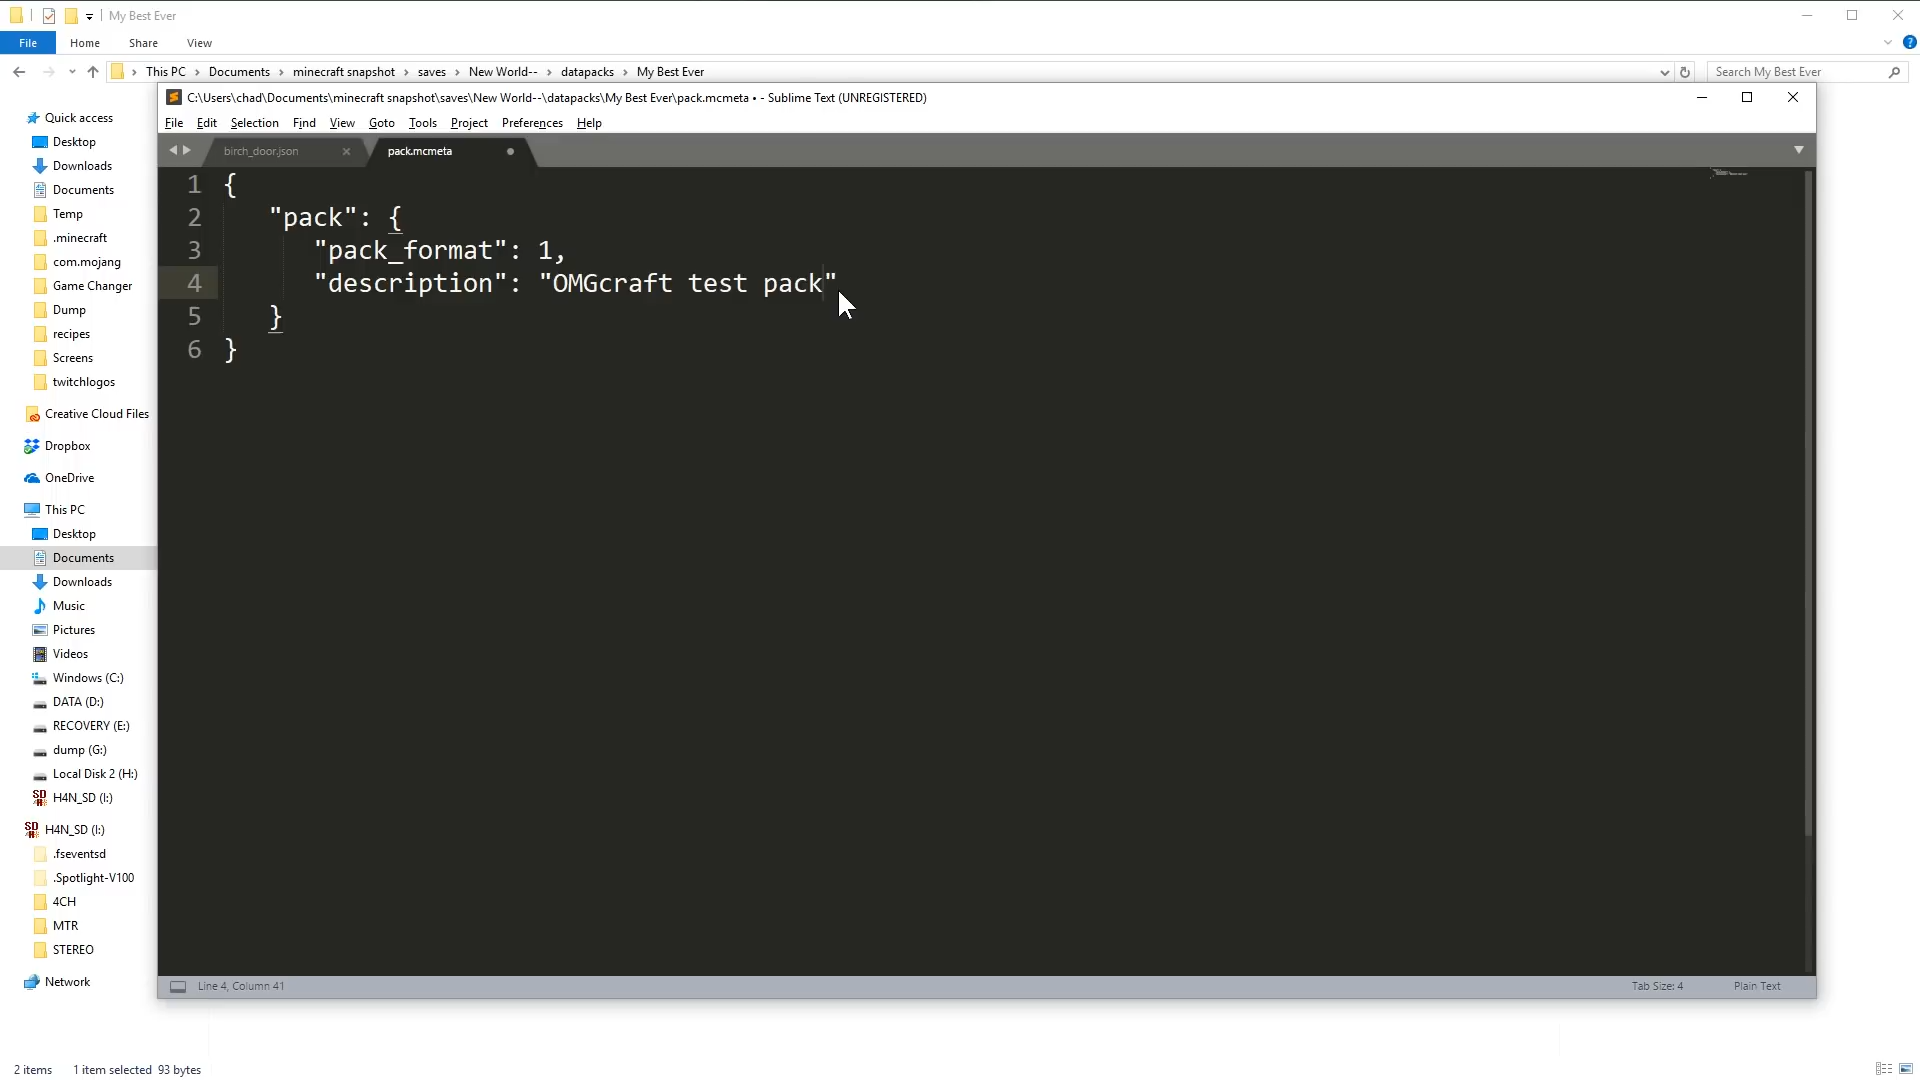 My Best Ever
File Home Share View
This PC Documents minecraft snapshot saves New World-- datapacks My Best Ever
Search My Best Ever
C:\Users\chad\Documents\minecraft snapshot\saves\New World--\datapacks\My Best Ever\pack.mcmeta • - Sublime Text (UNREGISTERED)
File Edit Selection Find View Goto Tools Project Preferences Help
birch_door.json pack.mcmeta
1 {
2 "pack": {
3 "pack_format": 1,
4 "description": "OMGcraft test pack"
5 }
6 }
Line 4, Column 41
Tab Size: 4 Plain Text
Quick access
Desktop
Downloads
Documents
Temp
.minecraft
com.mojang
Game Changer
Dump
recipes
Screens
twitchlogos
Creative Cloud Files
Dropbox
OneDrive
This PC
Desktop
Documents
Downloads
Music
Pictures
Videos
Windows (C:)
DATA (D:)
RECOVERY (E:)
dump (G:)
Local Disk 2 (H:)
H4N_SD (I:)
H4N_SD (I:)
.fseventsd
.Spotlight-V100
4CH
MTR
STEREO
Network
2 items 1 item selected 93 bytes